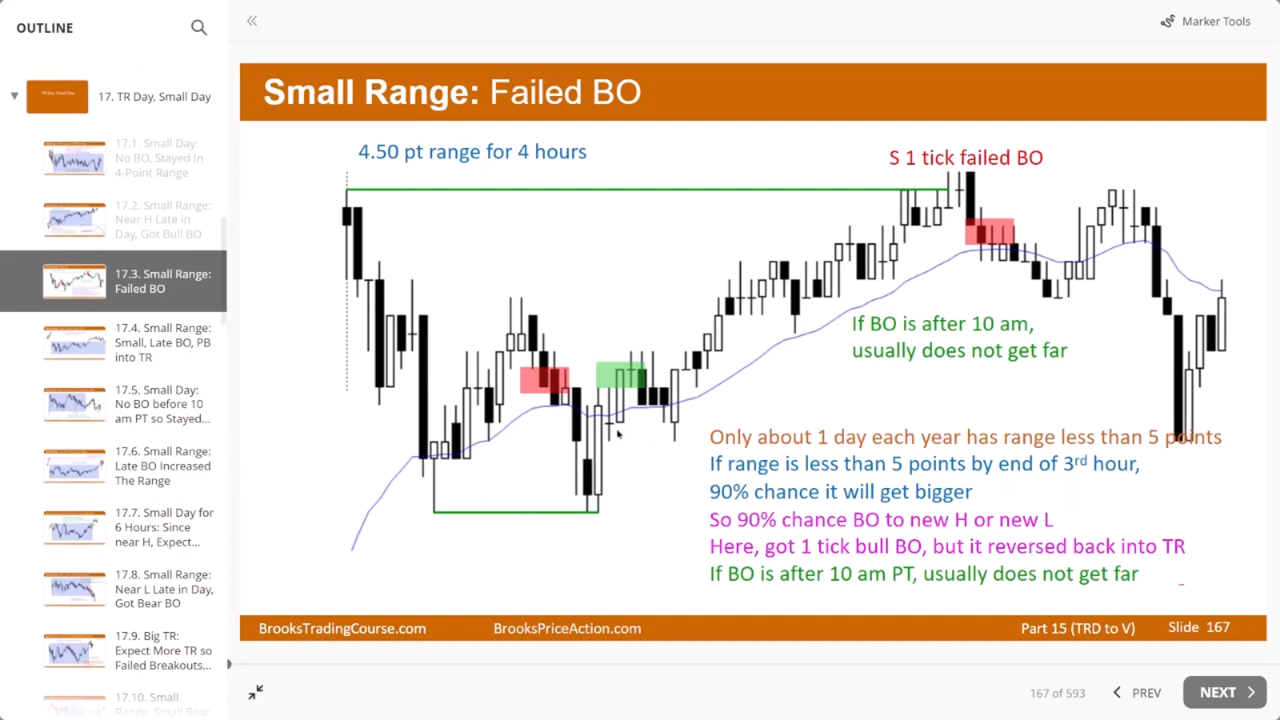 OUTLINE
Marker Tools
17. TR Day, Small Day
17.1. Small Day:
No BO, Stayed In
4-Point Range
17.2. Small Range:
Near H Late in
Day, Got Bull BO
17.3. Small Range:
Failed BO
17.4. Small Range:
Small, Late BO, PB
into TR
17.5. Small Day:
No BO before 10
am PT so Stayed...
17.6. Small Range:
Late BO Increased
The Range
17.7. Small Day for
6 Hours: Since
near H, Expect...
17.8. Small Range:
Near L Late in Day,
Got Bear BO
17.9. Big TR:
Expect More TR so
Failed Breakouts...
17.10. Small
Range: Small Bear
Small Range: Failed BO
4.50 pt range for 4 hours
S 1 tick failed BO
If BO is after 10 am,
usually does not get far
Only about 1 day each year has range less than 5 points
If range is less than 5 points by end of 3rd hour,
90% chance it will get bigger
So 90% chance BO to new H or new L
Here, got 1 tick bull BO, but it reversed back into TR
If BO is after 10 am PT, usually does not get far
BrooksTradingCourse.com
BrooksPriceAction.com
Part 15 (TRD to V)
Slide 167
167 of 593
PREV
NEXT